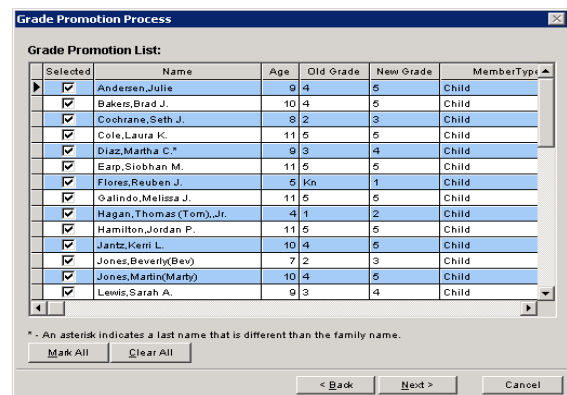 Grade Promotion Process
Grade Promotion List:
Selected Name Age Old Grade New Grade MemberType
Andersen,Julie 9 4 5 Child
Bakers,Brad J. 10 4 5 Child
Cochrane,Seth J. 8 2 3 Child
Cole,Laura K. 11 5 5 Child
Diaz,Martha C.* 9 3 4 Child
Earp,Siobhan M. 11 5 5 Child
Flores,Reuben J. 5 Kn 1 Child
Galindo,Melissa J. 11 5 5 Child
Hagan,Thomas (Tom),,Jr. 4 1 2 Child
Hamilton,Jordan P. 11 5 5 Child
Jantz,Kerri L. 10 4 5 Child
Jones,Beverly(Bev) 7 2 3 Child
Jones,Martin(Marty) 10 4 5 Child
Lewis,Sarah A. 9 3 4 Child
* - An asterisk indicates a last name that is different than the family name.
Mark All Clear All
< Back Next > Cancel